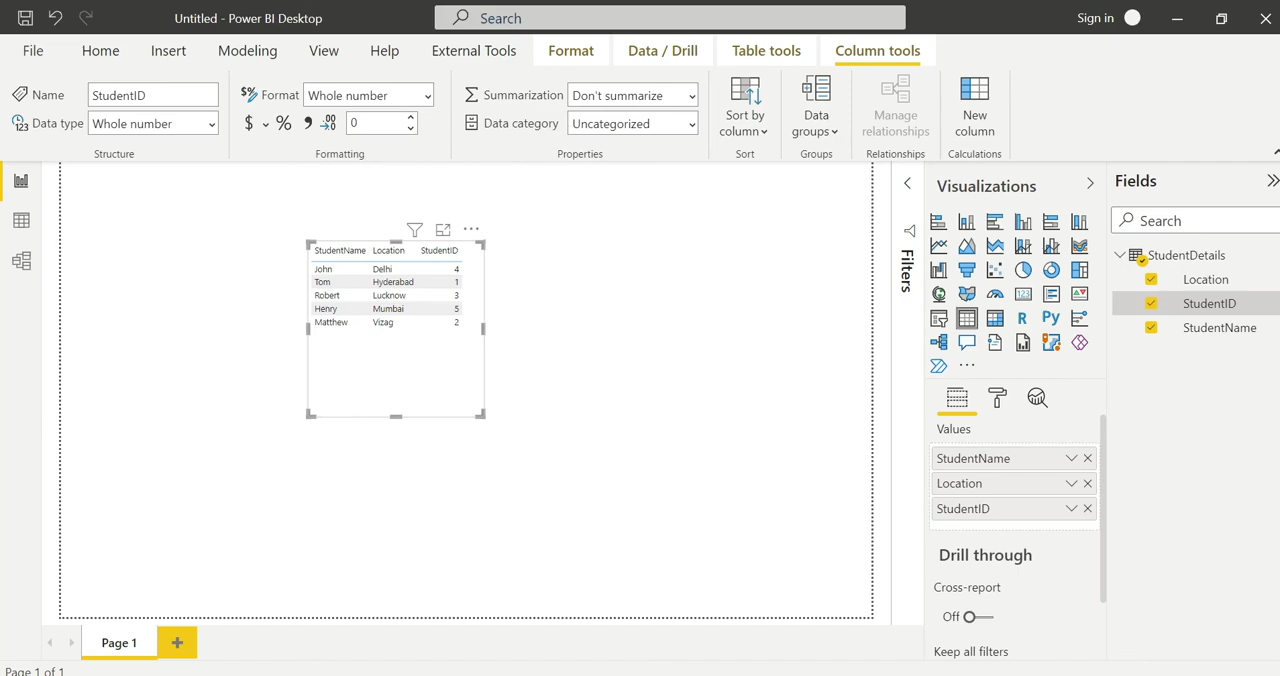 Untitled - Power BI Desktop
Search
Sign in
File Home Insert Modeling View Help External Tools Format Data / Drill Table tools Column tools
Name StudentID
Data type Whole number
Structure
Format Whole number
$ % 0
Formatting
Summarization Don't summarize
Data category Uncategorized
Properties
Sort by
column
Sort
Data
groups
Groups
Manage
relationships
Relationships
New
column
Calculations
StudentName Location StudentID
John Delhi 4
Tom Hyderabad 1
Robert Lucknow 3
Henry Mumbai 5
Matthew Vizag 2
Filters
Visualizations
R Py
123
Values
StudentName
Location
StudentID
Drill through
Cross-report
Off
Keep all filters
Fields
Search
StudentDetails
Location
StudentID
StudentName
Page 1
Page 1 of 1